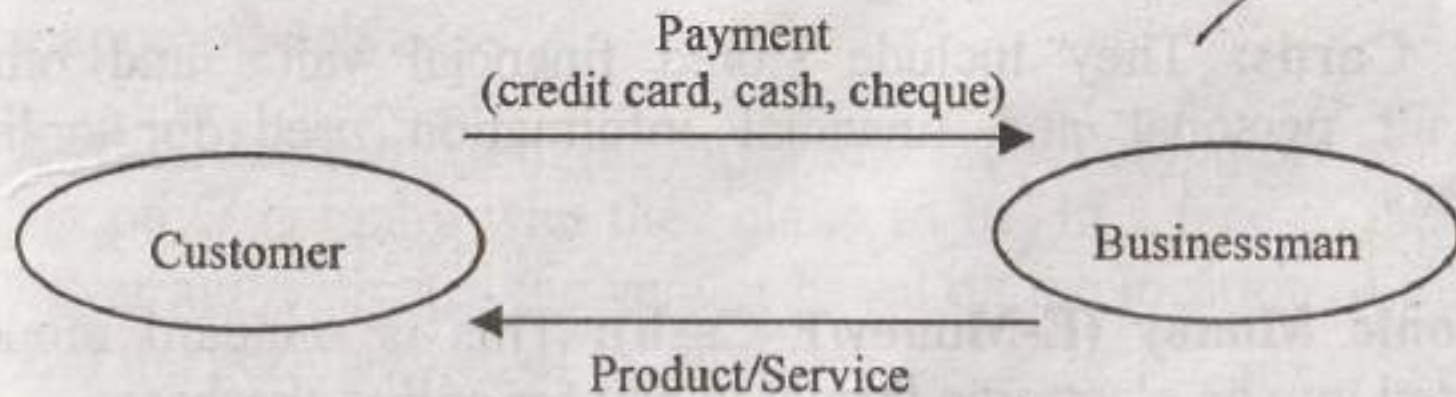 Payment
(credit card, cash, cheque)
Customer
Businessman
Product/Service